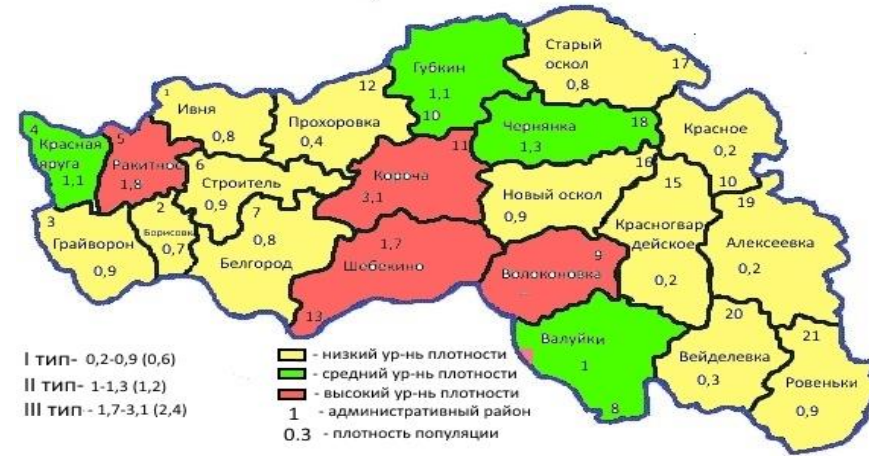 Старый
оскол
17
0,8
Губкин
1,1
10
12
1
Ивня
0,8
Прохоровка
0,4
4
Красная
яруга
1,1
5
Ракитное
1,8
6
Строитель
0,9
11
Короча
3,1
18
Чернянка
1,3
Красное
0,2
10
16
Новый оскол
0,9
15
Красногвар
дейское
0,2
19
Алексеевка
0,2
3
Грайворон
0,9
2
Борисовка
0,7
7
0,8
Белгород
1,7
Шебекино
13
9
Волоконовка
Валуйки
1
8
20
Вейделевка
0,3
21
Ровеньки
0,9
I тип- 0,2-0,9 (0,6)
II тип- 1-1,3 (1,2)
III тип - 1,7-3,1 (2,4)
- низкий ур-нь плотности
- средний ур-нь плотности
- высокий ур-нь плотности
1 - административный район
0.3 - плотность популяции